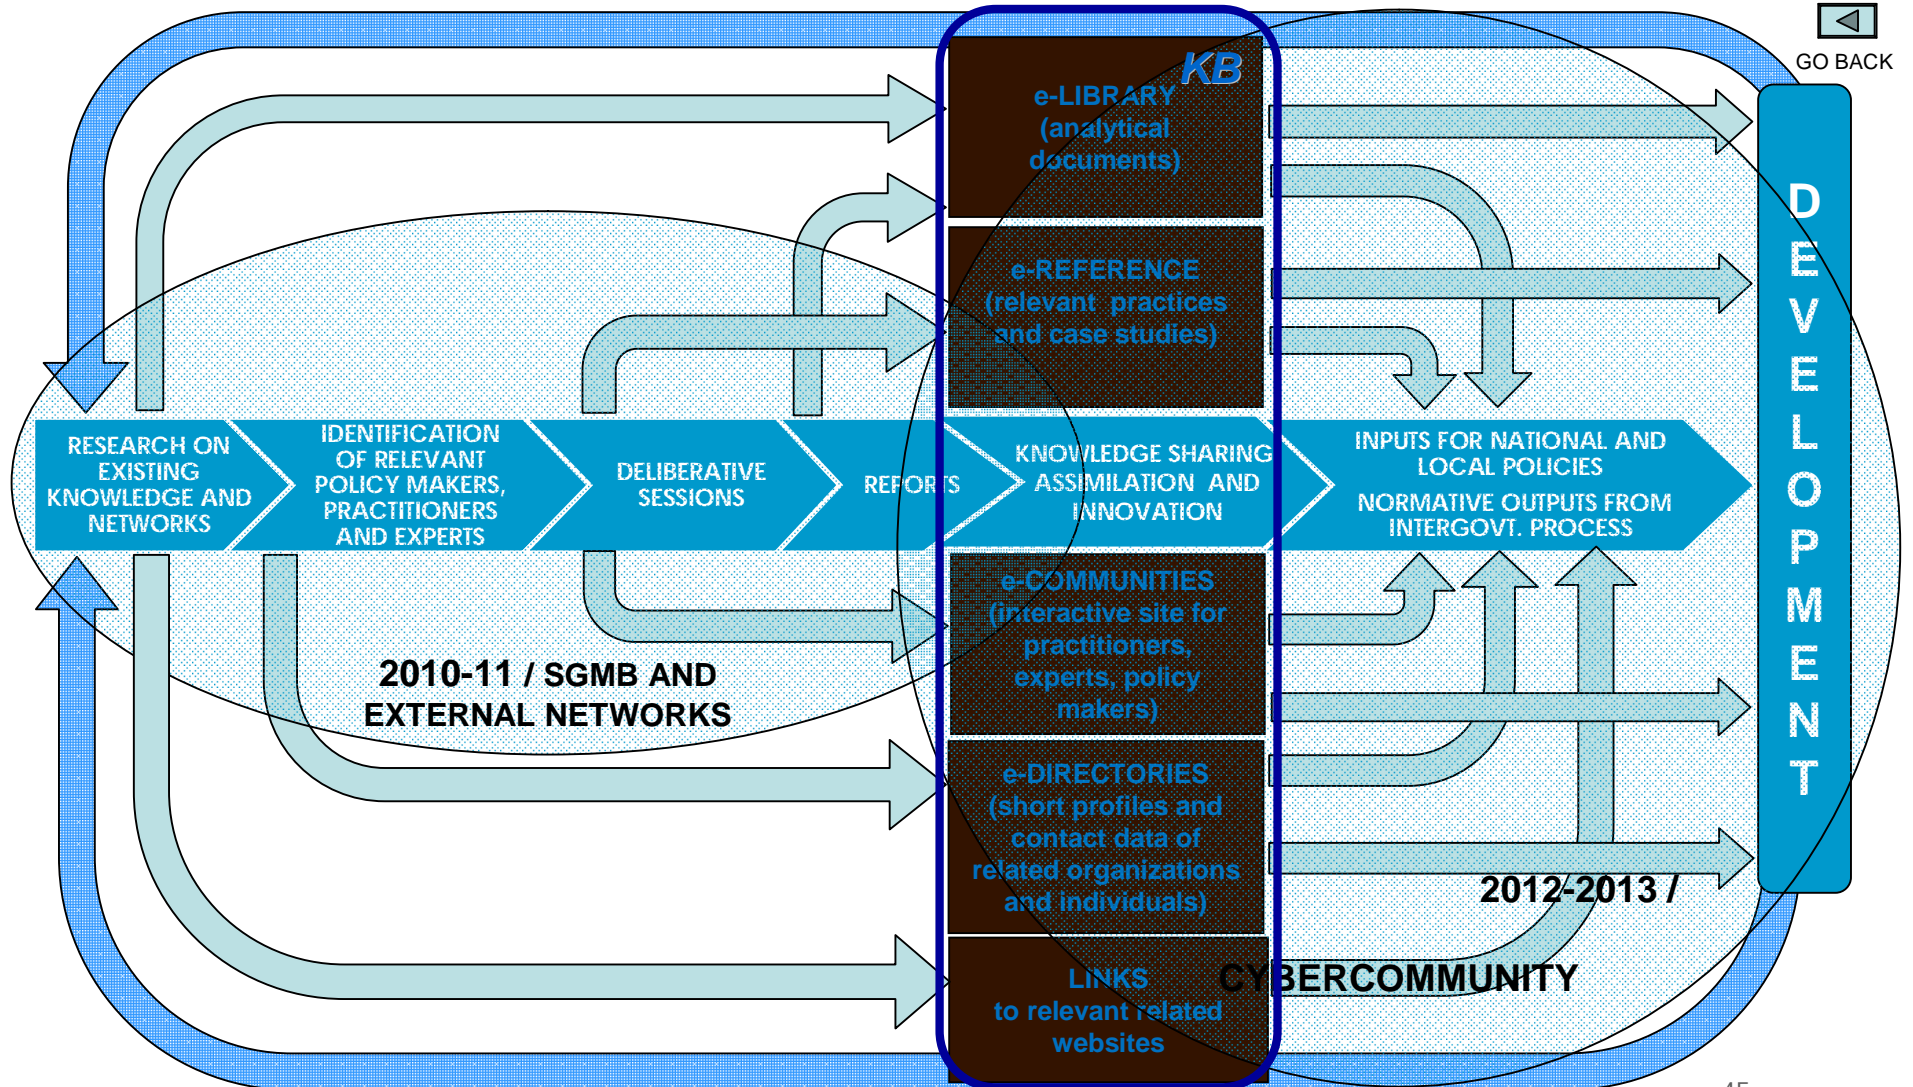 GO BACK
KB
e-LIBRARY
(analytical
documents)
e-REFERENCE
(relevant practices
and case studies)
RESEARCH ON
EXISTING
KNOWLEDGE AND
NETWORKS
IDENTIFICATION
OF RELEVANT
POLICY MAKERS,
PRACTITIONERS
AND EXPERTS
DELIBERATIVE
SESSIONS
REPORTS
KNOWLEDGE SHARING
ASSIMILATION AND
INNOVATION
INPUTS FOR NATIONAL AND
LOCAL POLICIES
NORMATIVE OUTPUTS FROM
INTERGOVT. PROCESS
DEVELOPMENT
e-COMMUNITIES
(interactive site for
practitioners,
experts, policy
makers)
2010-11 / SGMB AND
EXTERNAL NETWORKS
e-DIRECTORIES
(short profiles and
contact data of
related organizations
and individuals)
2012-2013 /
CYBERCOMMUNITY
LINKS
to relevant related
websites